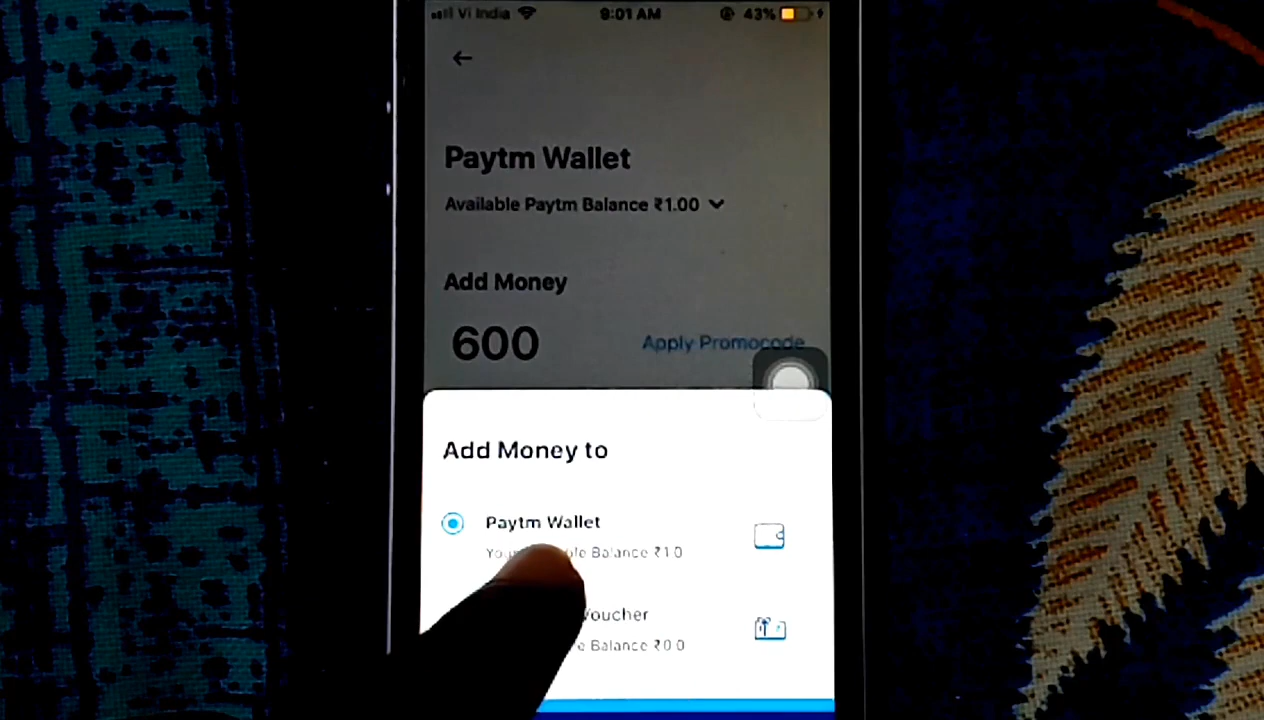 Vi India 9:01 AM 43%
Paytm Wallet
Available Paytm Balance ₹1.00
Add Money
600 Apply Promocode
Add Money to
Paytm Wallet
Balance ₹1.0
Voucher
Balance ₹0.0